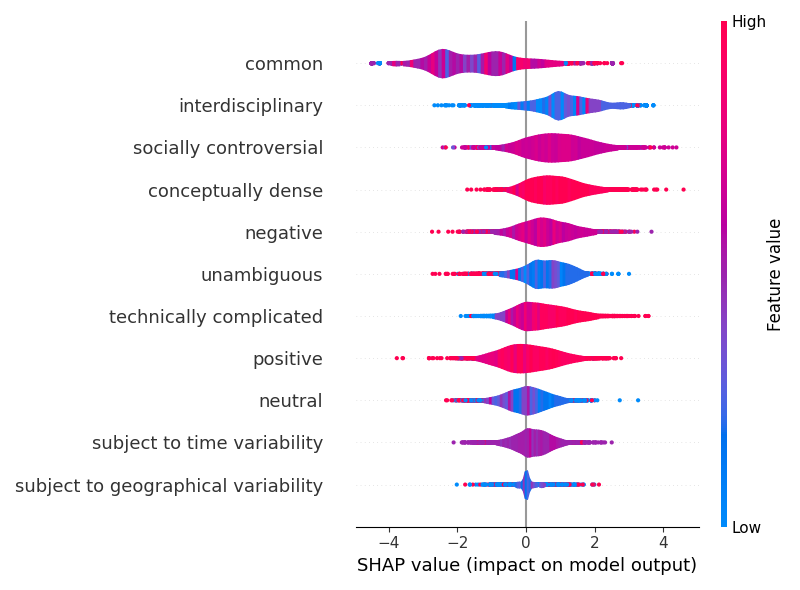 High
common
interdisciplinary
socially controversial
conceptually dense
negative
unambiguous
technically complicated
positive
neutral
subject to time variability
subject to geographical variability
Feature value
Low
−4 −2 0 2 4
SHAP value (impact on model output)